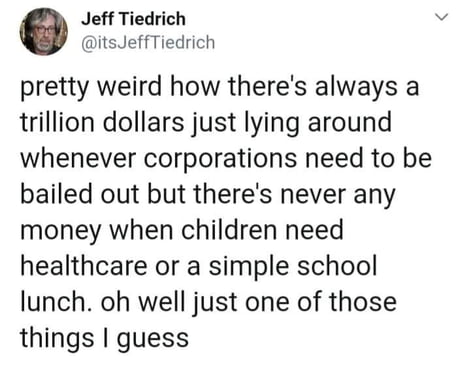 Jeff Tiedrich
@itsJeffTiedrich
pretty weird how there's always a
trillion dollars just lying around
whenever corporations need to be
bailed out but there's never any
money when children need
healthcare or a simple school
lunch. oh well just one of those
things I guess